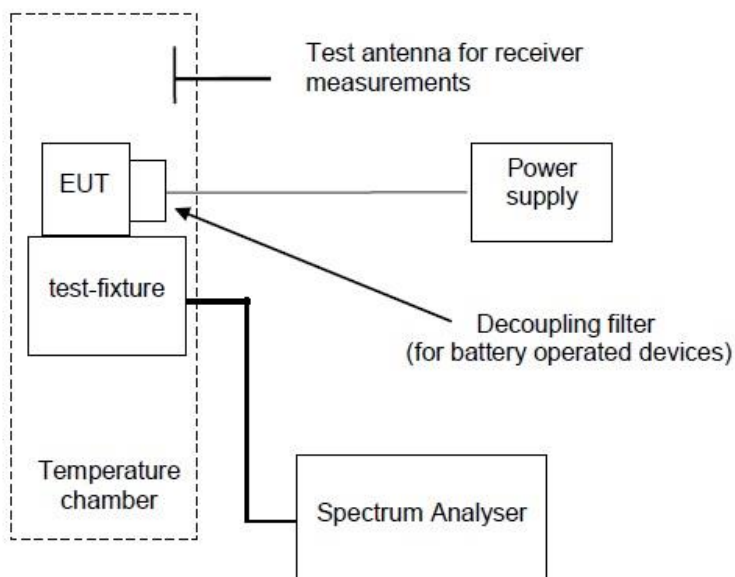 Test antenna for receiver
measurements
EUT
Power
supply
test-fixture
Decoupling filter
(for battery operated devices)
Temperature
chamber
Spectrum Analyser